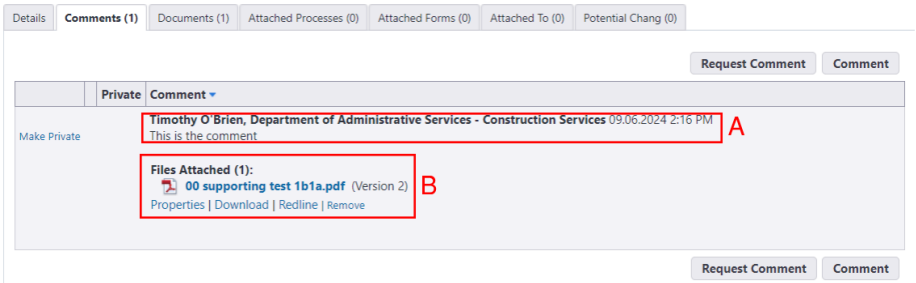 Details Comments (1) Documents (1) Attached Processes (0) Attached Forms (0) Attached To (0) Potential Chang (0)
Request Comment Comment
Private Comment
Timothy O'Brien, Department of Administrative Services - Construction Services 09.06.2024 2:16 PM A
Make Private This is the comment
Files Attached (1):
00 supporting test 1b1a.pdf (Version 2) B
Properties | Download | Redline | Remove
Request Comment Comment